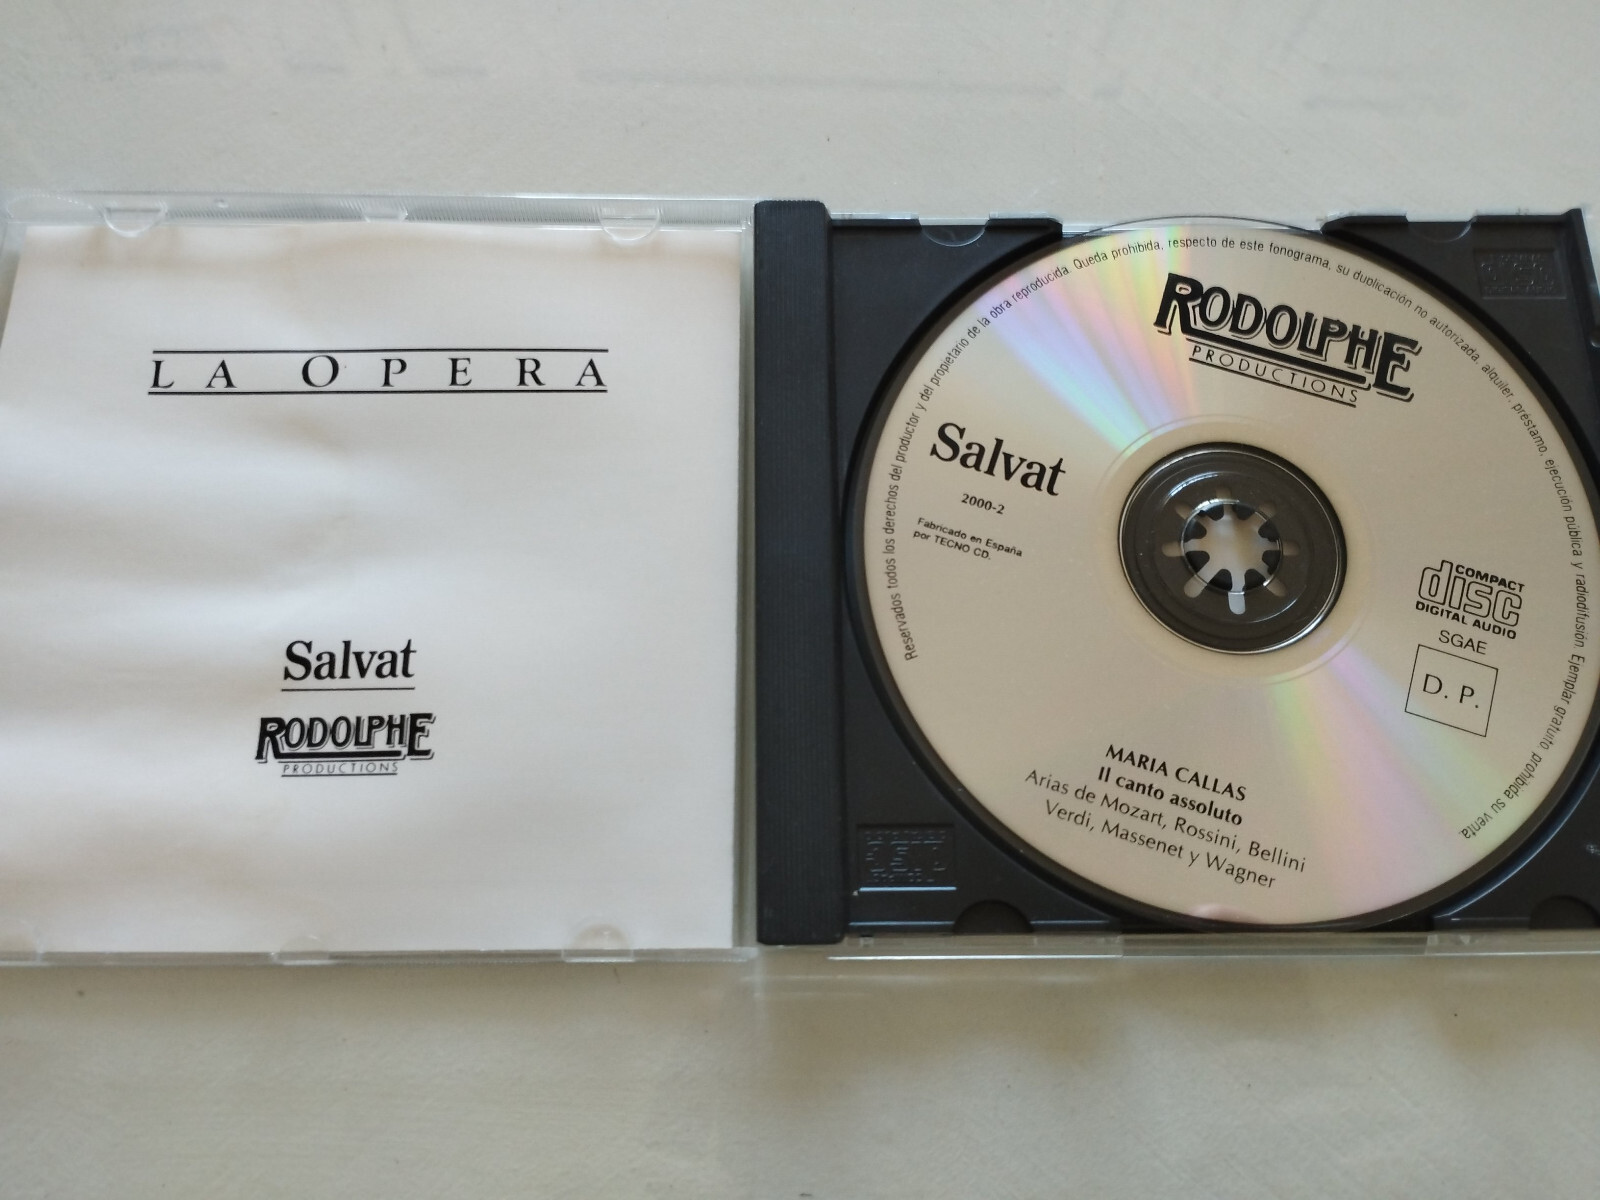 LA OPERA
Salvat
RODOLPHE
PRODUCTIONS
Reservados todos los derechos del productor y del propietario de la obra reproducida. Queda prohibida, respecto de este fonograma, su duplicación no autorizada, alquiler, préstamo, ejecución pública y radiodifusión. Ejemplar gratuito prohibida su venta.
RODOLPHE
PRODUCTIONS
Salvat
2000-2
Fabricado en España
por TECNO CD.
COMPACT
disc
DIGITAL AUDIO
SGAE
D. P.
MARIA CALLAS
Il canto assoluto
Arias de Mozart, Rossini, Bellini
Verdi, Massenet y Wagner